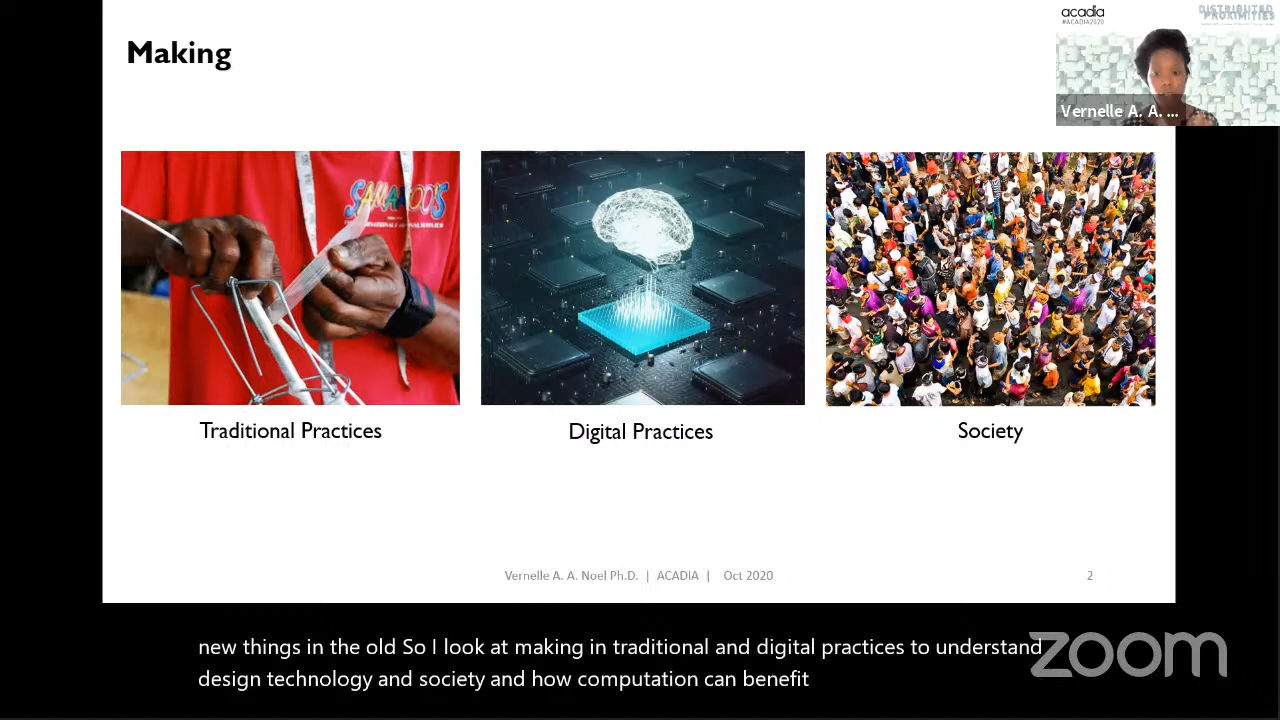 Making
acadia
#ACADIA2020
DISTRIBUTED
PROXIMITIES
Vernelle A. A. ...
Traditional Practices
Digital Practices
Society
Vernelle A. A. Noel Ph.D. | ACADIA | Oct 2020
2
new things in the old So I look at making in traditional and digital practices to understand
design technology and society and how computation can benefit
zoom